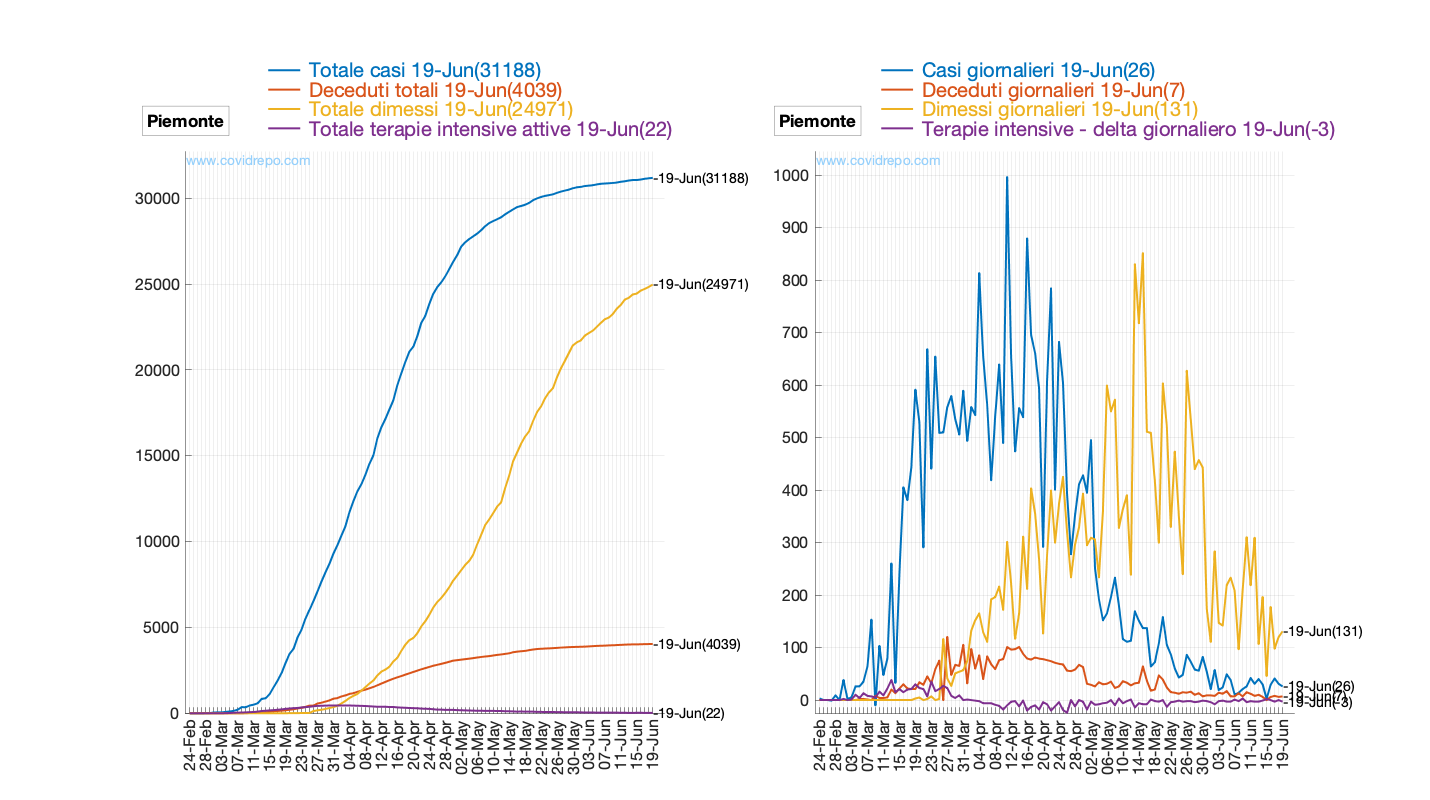 Totale casi 19-Jun(31188)
Deceduti totali 19-Jun(4039)
Totale dimessi 19-Jun(24971)
Totale terapie intensive attive 19-Jun(22)
Piemonte
www.covidrepo.com
30000
25000
20000
15000
10000
5000
0
19-Jun(31188)
19-Jun(24971)
19-Jun(4039)
19-Jun(22)
24-Feb
28-Feb
03-Mar
07-Mar
11-Mar
15-Mar
19-Mar
23-Mar
27-Mar
31-Mar
04-Apr
08-Apr
12-Apr
16-Apr
20-Apr
24-Apr
28-Apr
02-May
06-May
10-May
14-May
18-May
22-May
26-May
30-May
03-Jun
07-Jun
11-Jun
15-Jun
19-Jun
Casi giornalieri 19-Jun(26)
Deceduti giornalieri 19-Jun(7)
Dimessi giornalieri 19-Jun(131)
Terapie intensive - delta giornaliero 19-Jun(-3)
Piemonte
www.covidrepo.com
1000
900
800
700
600
500
400
300
200
100
0
19-Jun(131)
19-Jun(26)
19-Jun(7)
19-Jun(-3)
24-Feb
28-Feb
03-Mar
07-Mar
11-Mar
15-Mar
19-Mar
23-Mar
27-Mar
31-Mar
04-Apr
08-Apr
12-Apr
16-Apr
20-Apr
24-Apr
28-Apr
02-May
06-May
10-May
14-May
18-May
22-May
26-May
30-May
03-Jun
07-Jun
11-Jun
15-Jun
19-Jun